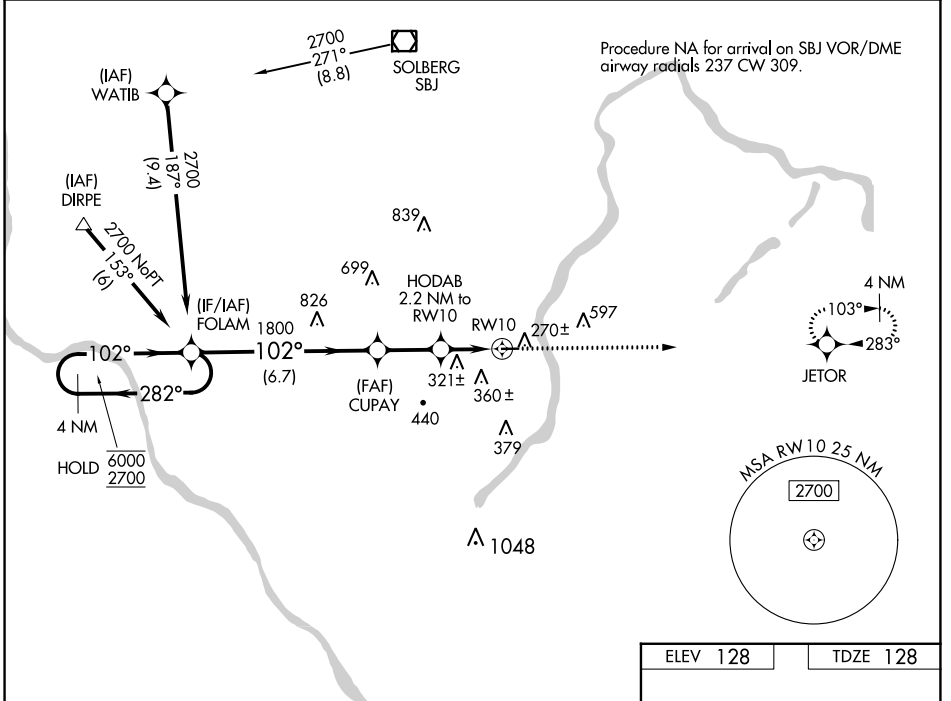 2700
271°
(8.8)
SOLBERG
SBJ
Procedure NA for arrival on SBJ VOR/DME
airway radials 237 CW 309.
(IAF)
WATIB
2700
187°
(9.4)
(IAF)
DIRPE
2700 NoPT
153°
(6)
839
699
826
HODAB
2.2 NM to
RW10
(IF/IAF)
FOLAM
1800
102°
(6.7)
RW10
270±
597
4 NM
103°
283°
JETOR
102°
282°
4 NM
HOLD
6000
2700
(FAF)
CUPAY
321±
360±
440
379
1048
MSA RW10 25 NM
2700
ELEV 128
TDZE 128